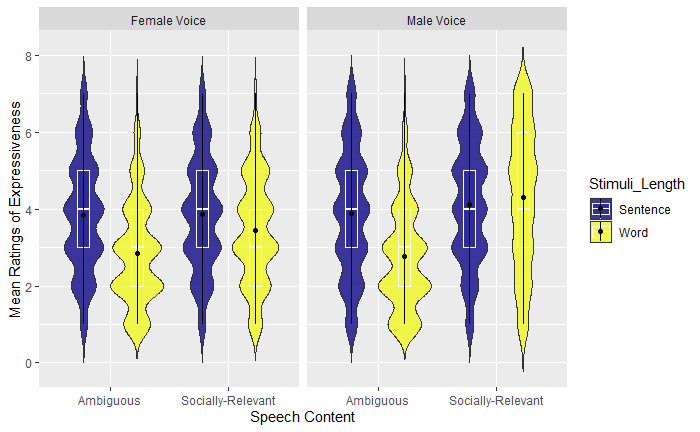 Female Voice
Male Voice
Mean Ratings of Expressiveness
8
6
4
2
0
Ambiguous
Socially-Relevant
Ambiguous
Socially-Relevant
Speech Content
Stimuli_Length
Sentence
Word